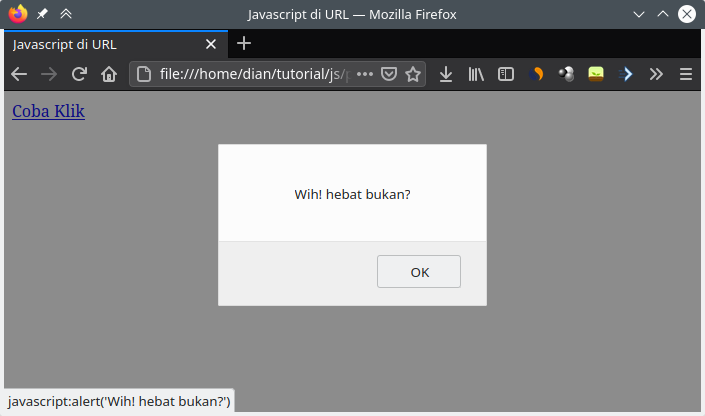 Javascript di URL — Mozilla Firefox
Javascript di URL
file:///home/dian/tutorial/js/
Coba Klik
Wih! hebat bukan?
OK
javascript:alert('Wih! hebat bukan?')